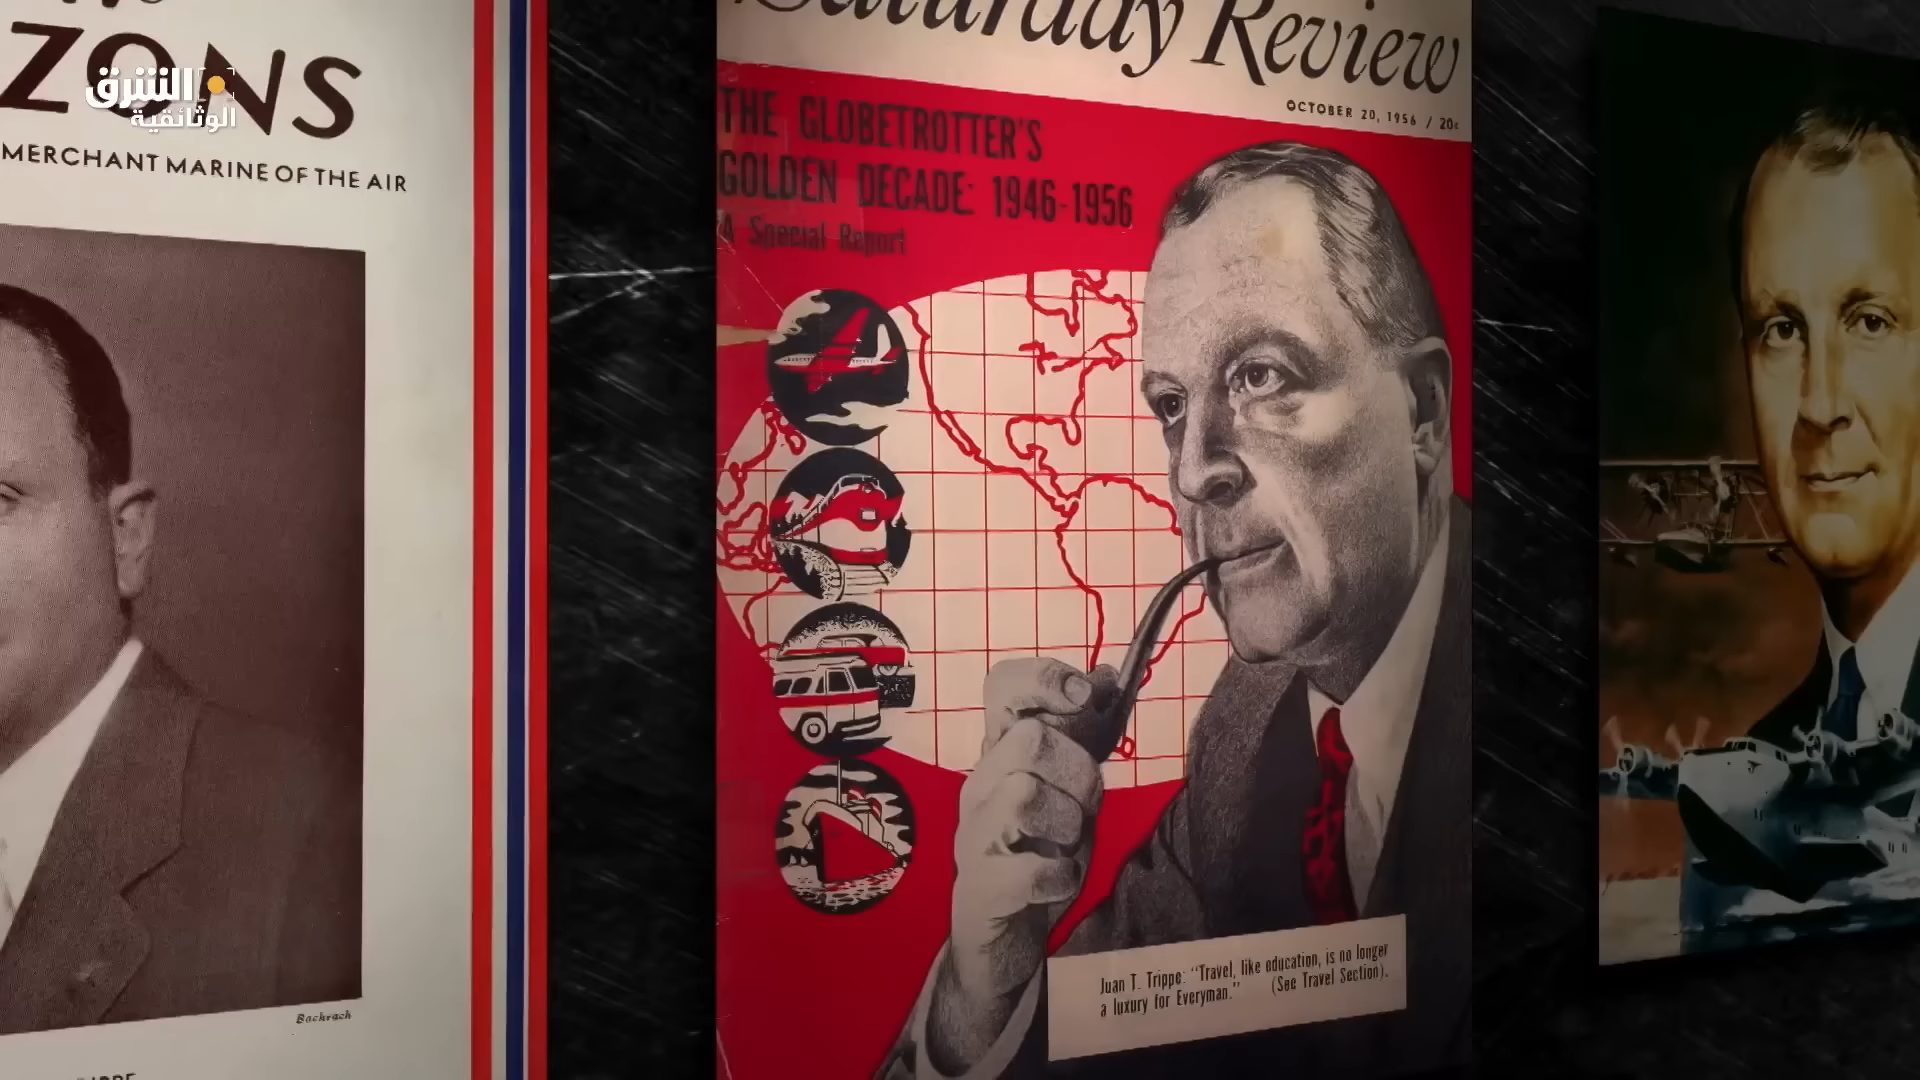 ZONS
الشرق
الوثائقية
MERCHANT MARINE OF THE AIR
Bachrach
Saturday Review
OCTOBER 20, 1956 / 20¢
THE GLOBETROTTER'S
GOLDEN DECADE: 1946-1956
A Special Report
Juan T. Trippe: "Travel, like education, is no longer
a luxury for Everyman." (See Travel Section).